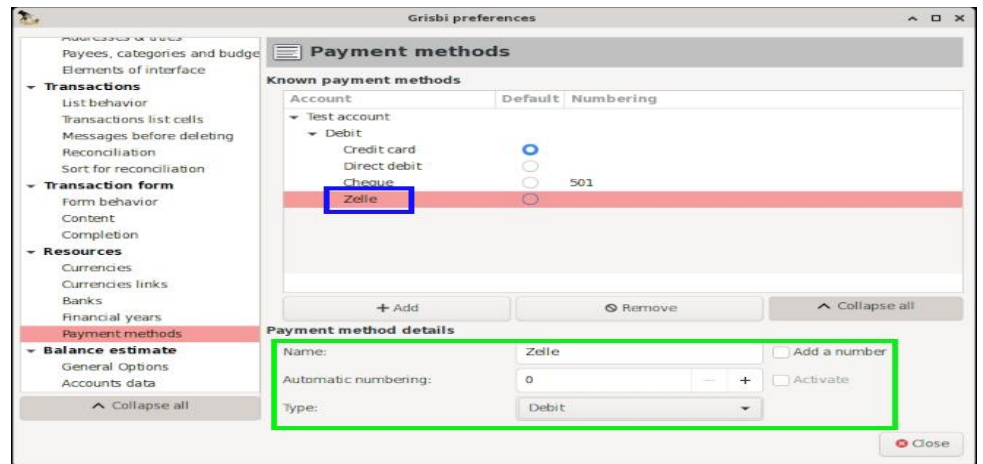 Grisbi preferences
Addresses & titles
Payees, categories and budge
Elements of interface
Transactions
List behavior
Transactions list cells
Messages before deleting
Reconciliation
Sort for reconciliation
Transaction form
Form behavior
Content
Completion
Resources
Currencies
Currencies links
Banks
Financial years
Payment methods
Balance estimate
General Options
Accounts data
Collapse all
Payment methods
Known payment methods
Account Default Numbering
Test account
Debit
Credit card
Direct debit
Cheque 501
Zelle
+ Add Remove Collapse all
Payment method details
Name: Zelle Add a number
Automatic numbering: 0 − + Activate
Type: Debit
Close